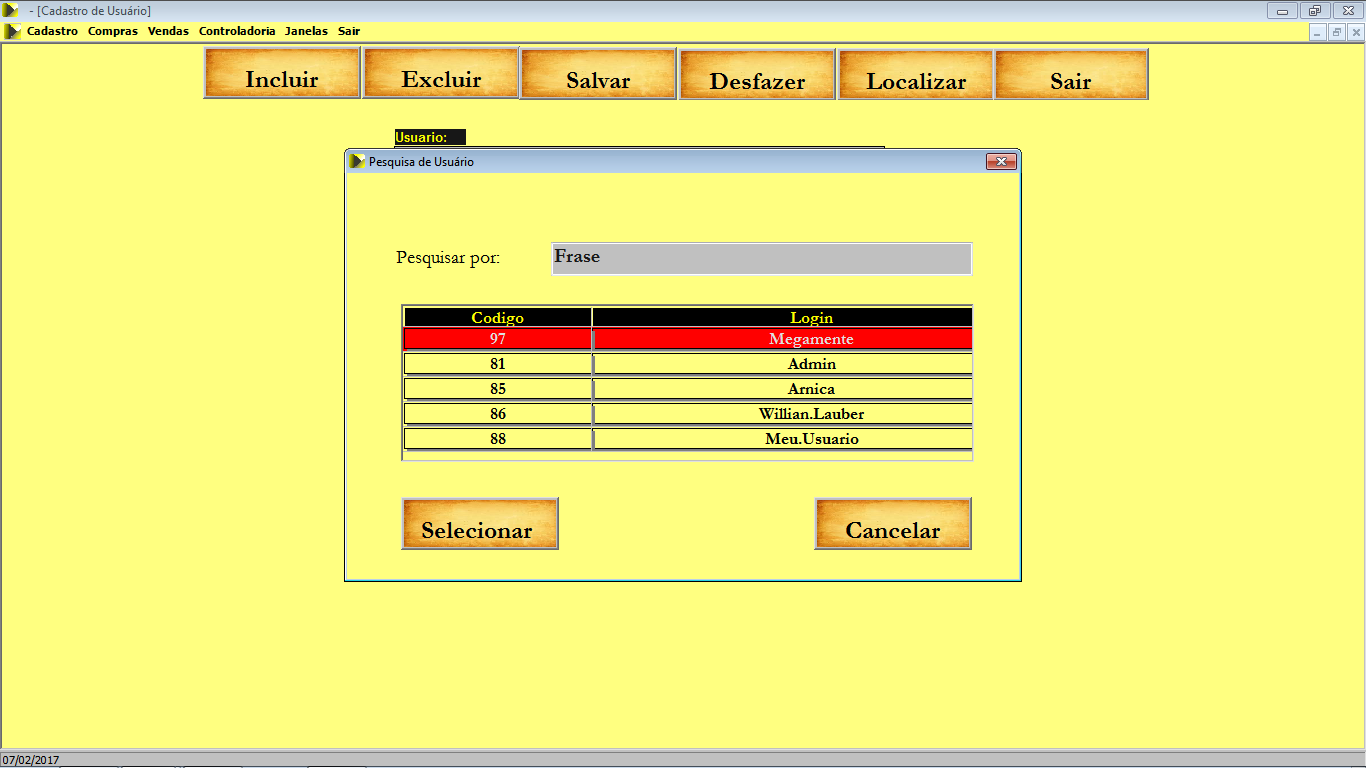 - [Cadastro de Usuário]
Cadastro Compras Vendas Controladoria Janelas Sair
Incluir Excluir Salvar Desfazer Localizar Sair
Usuario:
Pesquisa de Usuário
Pesquisar por: Frase
Codigo Login
97 Megamente
81 Admin
85 Arnica
86 Willian.Lauber
88 Meu.Usuario
Selecionar Cancelar
07/02/2017